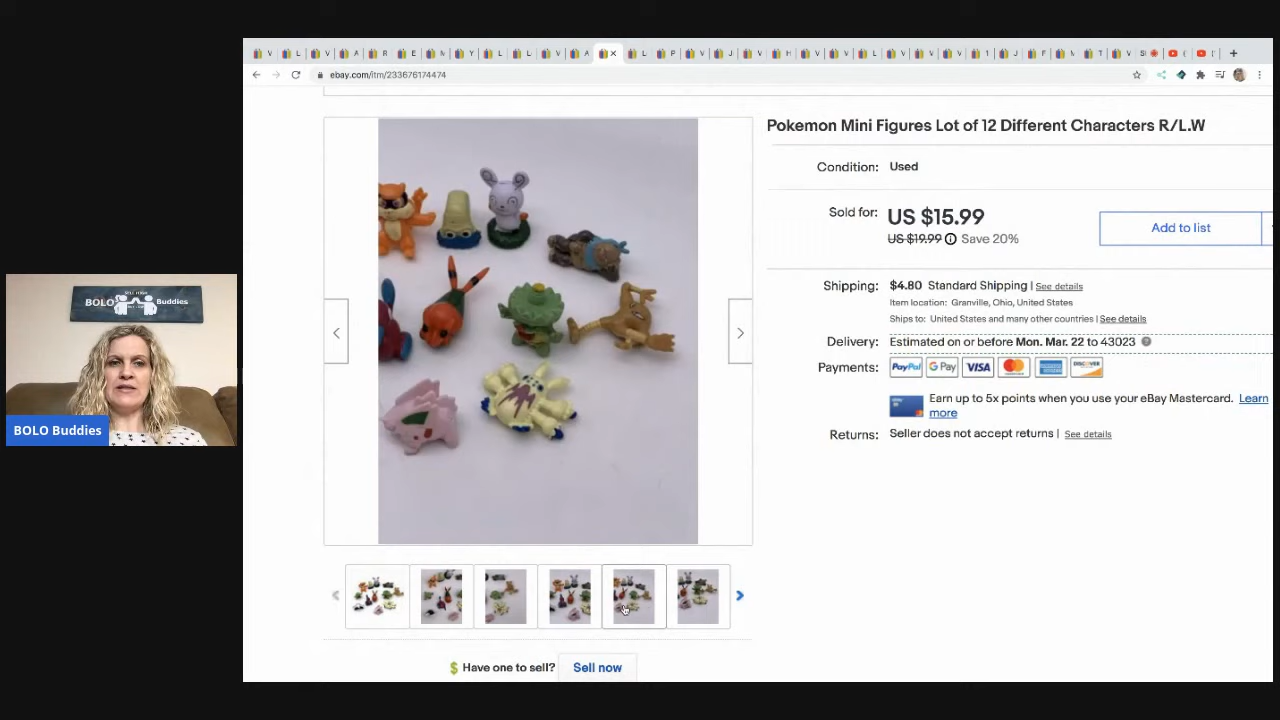 ebay.com/itm/233676174474
Pokemon Mini Figures Lot of 12 Different Characters R/L.W
Condition: Used
Sold for: US $15.99
US $19.99 Save 20%
Add to list
Shipping: $4.80 Standard Shipping | See details
Item location: Granville, Ohio, United States
Ships to: United States and many other countries | See details
Delivery: Estimated on or before Mon. Mar. 22 to 43023
Payments: PayPal G Pay VISA
DISCOVER
Earn up to 5x points when you use your eBay Mastercard. Learn
more
Returns: Seller does not accept returns | See details
BOLO Buddies
BOLO Buddies
Have one to sell? Sell now